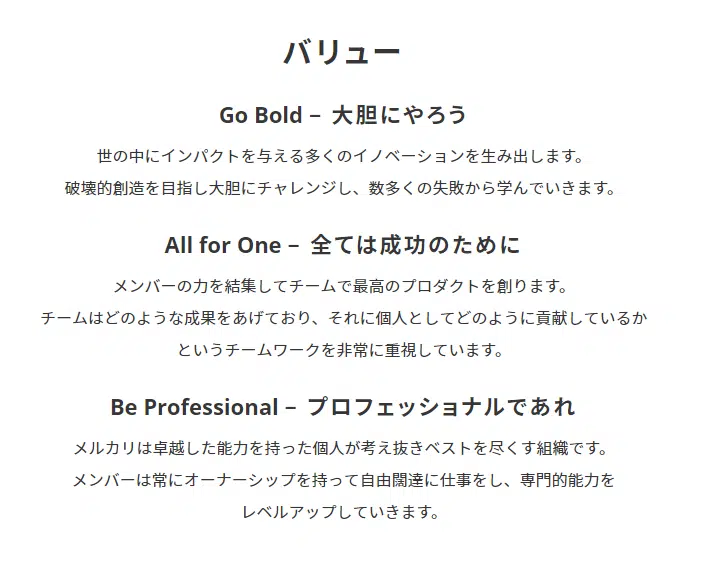 バリュー
Go Bold – 大胆にやろう
世の中にインパクトを与える多くのイノベーションを生み出します。
破壊的創造を目指し大胆にチャレンジし、数多くの失敗から学んでいきます。
All for One – 全ては成功のために
メンバーの力を結集してチームで最高のプロダクトを創ります。
チームはどのような成果をあげており、それに個人としてどのように貢献しているか
というチームワークを非常に重視しています。
Be Professional – プロフェッショナルであれ
メルカリは卓越した能力を持った個人が考え抜きベストを尽くす組織です。
メンバーは常にオーナーシップを持って自由闊達に仕事をし、専門的能力を
レベルアップしていきます。